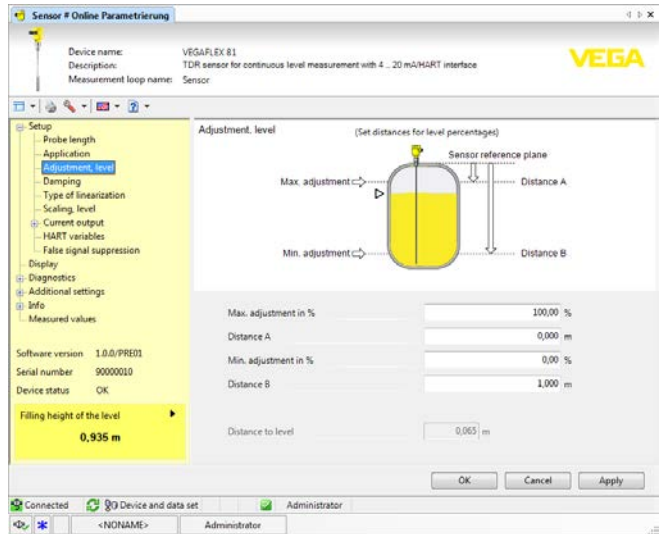 Sensor # Online Parametrierung
Device name: VEGAFLEX 81
Description: TDR sensor for continuous level measurement with 4 .. 20 mA/HART interface
Measurement loop name: Sensor
VEGA
Setup
Probe length
Application
Adjustment, level
Damping
Type of linearization
Scaling, level
Current output
HART variables
False signal suppression
Display
Diagnostics
Additional settings
Info
Measured values
Software version 1.0.0/PRE01
Serial number 90000010
Device status OK
Filling height of the level
0,935 m
Adjustment, level
(Set distances for level percentages)
Sensor reference plane
Max. adjustment
Distance A
Min. adjustment
Distance B
Max. adjustment in % 100,00 %
Distance A 0,000 m
Min. adjustment in % 0,00 %
Distance B 1,000 m
Distance to level 0,065 m
OK Cancel Apply
Connected Device and data set Administrator
<NONAME> Administrator